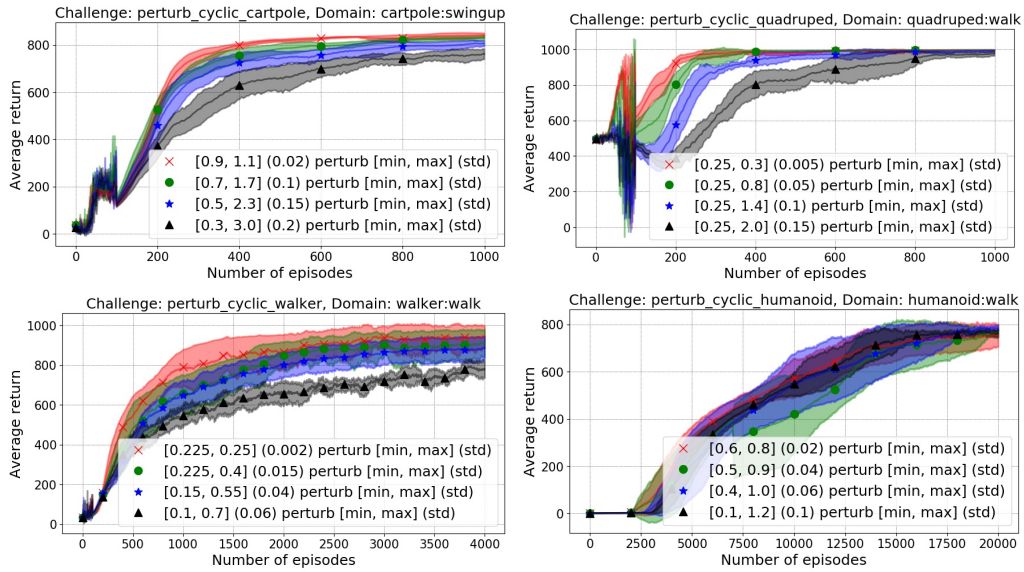 Challenge: perturb_cyclic_cartpole, Domain: cartpole:swingup
Average return
800
600
400
200
0
[0.9, 1.1] (0.02) perturb [min, max] (std)
[0.7, 1.7] (0.1) perturb [min, max] (std)
[0.5, 2.3] (0.15) perturb [min, max] (std)
[0.3, 3.0] (0.2) perturb [min, max] (std)
0 200 400 600 800 1000
Number of episodes
Challenge: perturb_cyclic_quadruped, Domain: quadruped:walk
Average return
1000
800
600
400
200
0
[0.25, 0.3] (0.005) perturb [min, max] (std)
[0.25, 0.8] (0.05) perturb [min, max] (std)
[0.25, 1.4] (0.1) perturb [min, max] (std)
[0.25, 2.0] (0.15) perturb [min, max] (std)
0 200 400 600 800 1000
Number of episodes
Challenge: perturb_cyclic_walker, Domain: walker:walk
Average return
1000
800
600
400
200
0
[0.225, 0.25] (0.002) perturb [min, max] (std)
[0.225, 0.4] (0.015) perturb [min, max] (std)
[0.15, 0.55] (0.04) perturb [min, max] (std)
[0.1, 0.7] (0.06) perturb [min, max] (std)
0 500 1000 1500 2000 2500 3000 3500 4000
Number of episodes
Challenge: perturb_cyclic_humanoid, Domain: humanoid:walk
Average return
800
600
400
200
0
[0.6, 0.8] (0.02) perturb [min, max] (std)
[0.5, 0.9] (0.04) perturb [min, max] (std)
[0.4, 1.0] (0.06) perturb [min, max] (std)
[0.1, 1.2] (0.1) perturb [min, max] (std)
0 2500 5000 7500 10000 12500 15000 17500 20000
Number of episodes